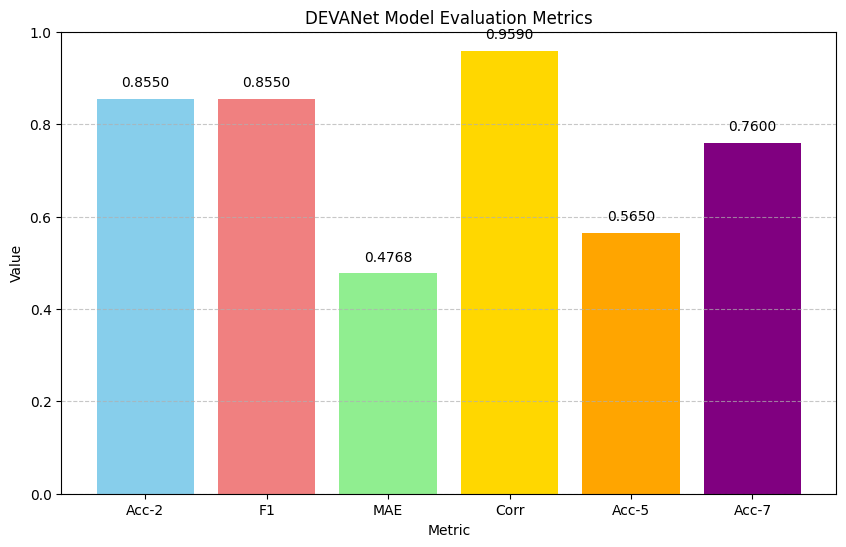 DEVANet Model Evaluation Metrics
1.0
0.8
0.6
0.4
0.2
0.0
Value
0.8550
0.8550
0.4768
0.9590
0.5650
0.7600
Acc-2
F1
MAE
Corr
Acc-5
Acc-7
Metric